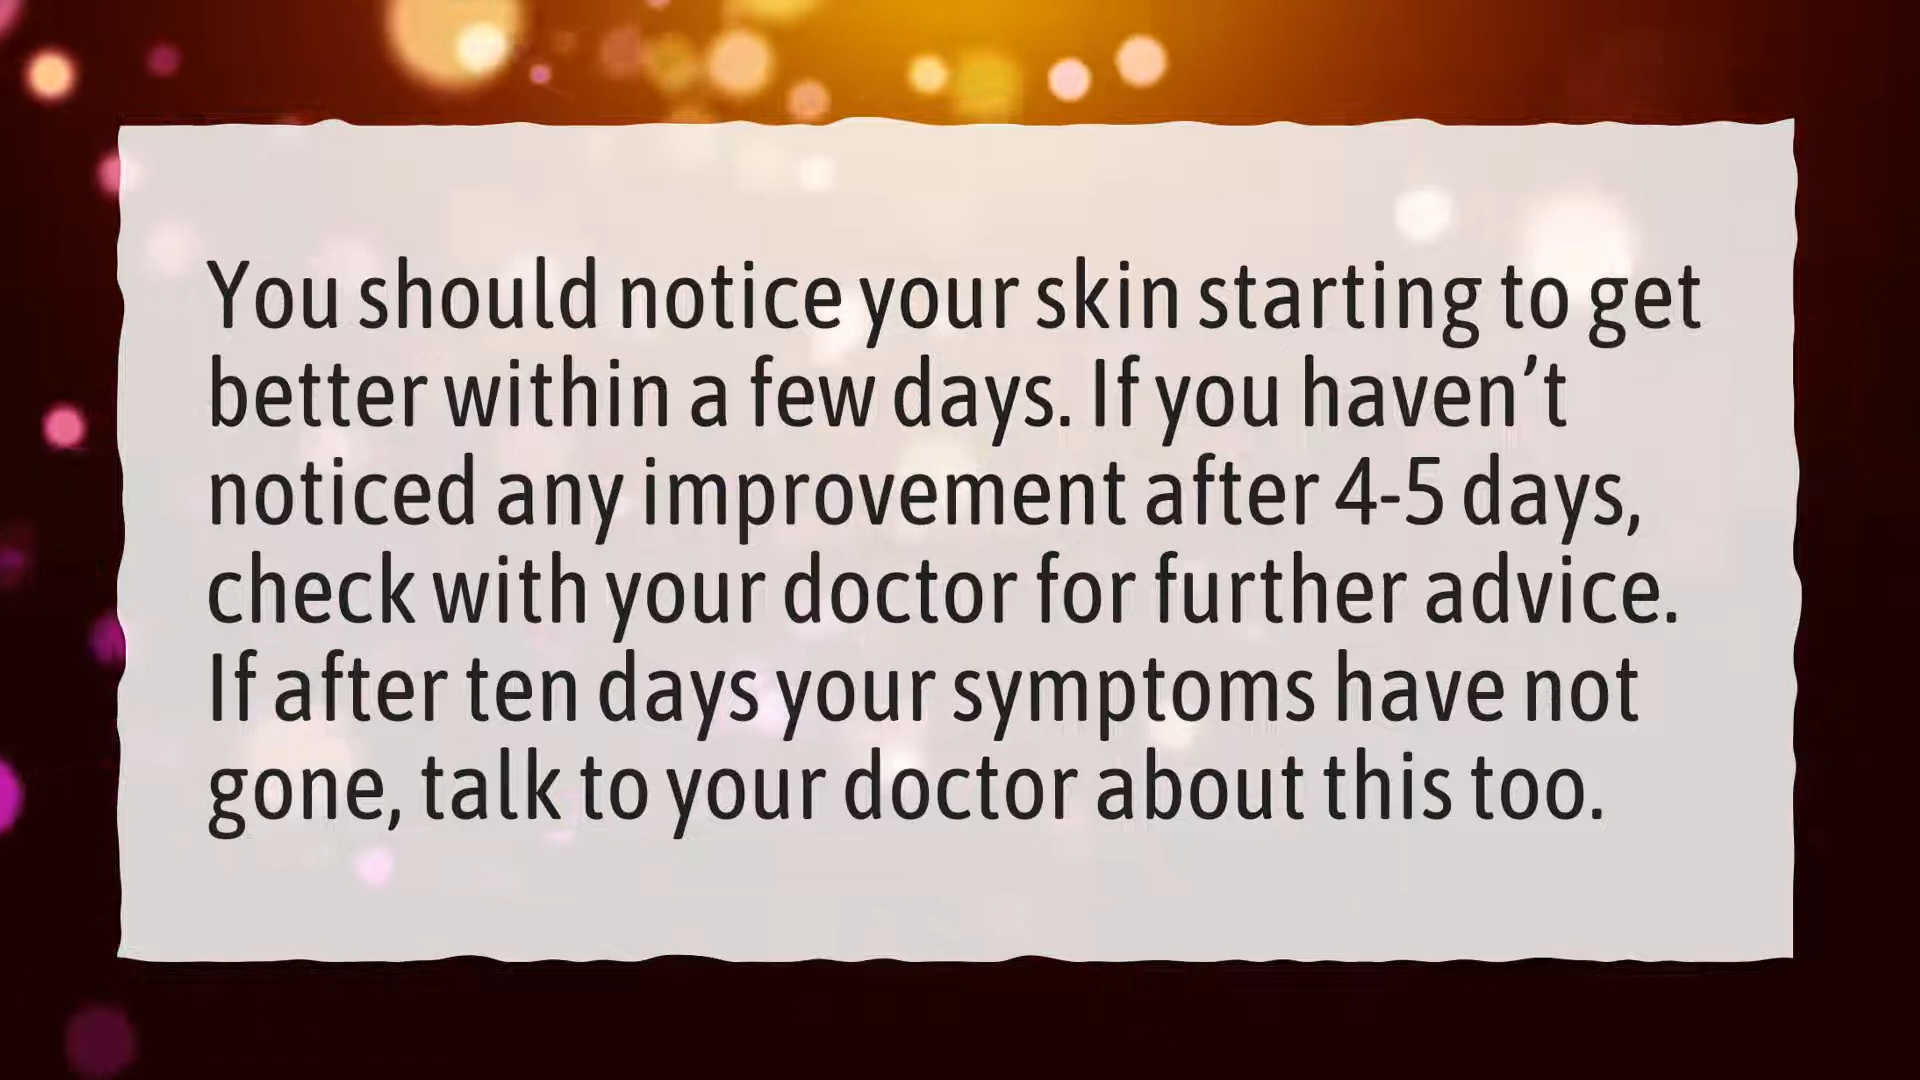 You should notice your skin starting to get
better within a few days. If you haven’t
noticed any improvement after 4-5 days,
check with your doctor for further advice.
If after ten days your symptoms have not
gone, talk to your doctor about this too.